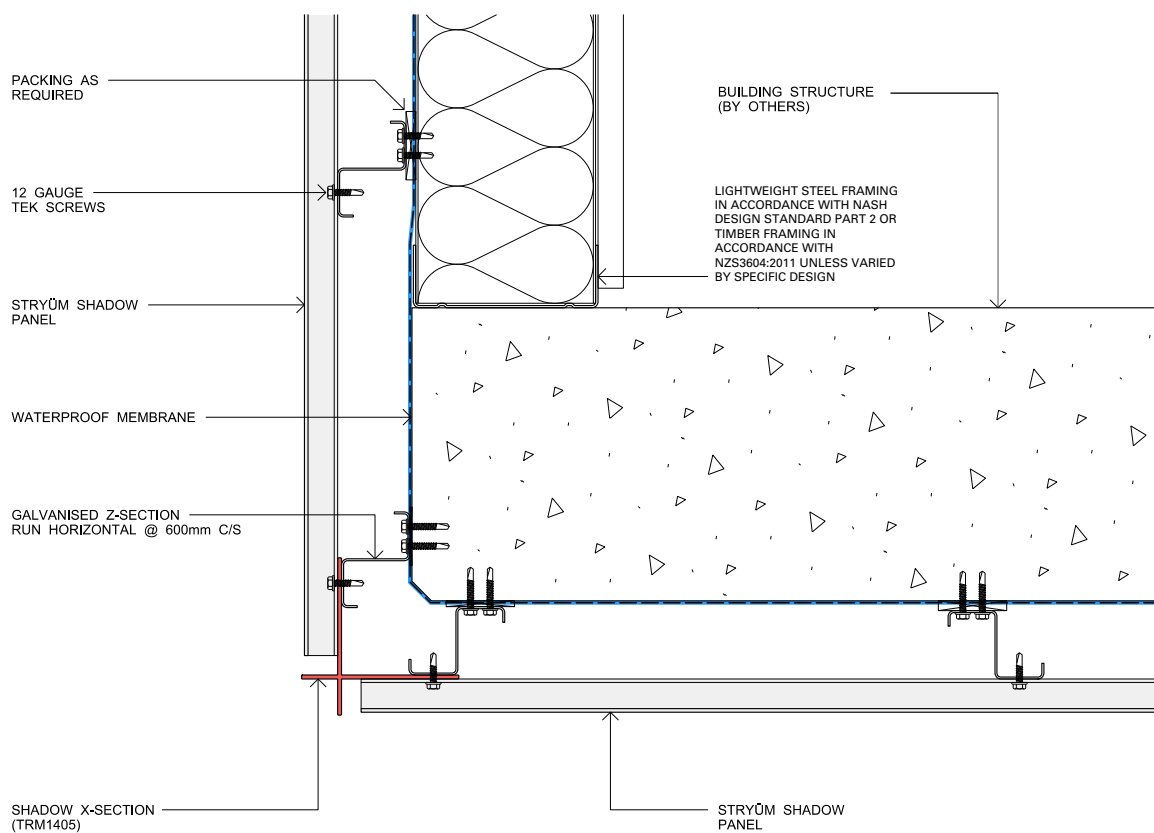 PACKING AS
REQUIRED
12 GAUGE
TEK SCREWS
STRYÜM SHADOW
PANEL
WATERPROOF MEMBRANE
GALVANISED Z-SECTION
RUN HORIZONTAL @ 600mm C/S
SHADOW X-SECTION
(TRM1405)
BUILDING STRUCTURE
(BY OTHERS)
LIGHTWEIGHT STEEL FRAMING
IN ACCORDANCE WITH NASH
DESIGN STANDARD PART 2 OR
TIMBER FRAMING IN
ACCORDANCE WITH
NZS3604:2011 UNLESS VARIED
BY SPECIFIC DESIGN
STRYÜM SHADOW
PANEL